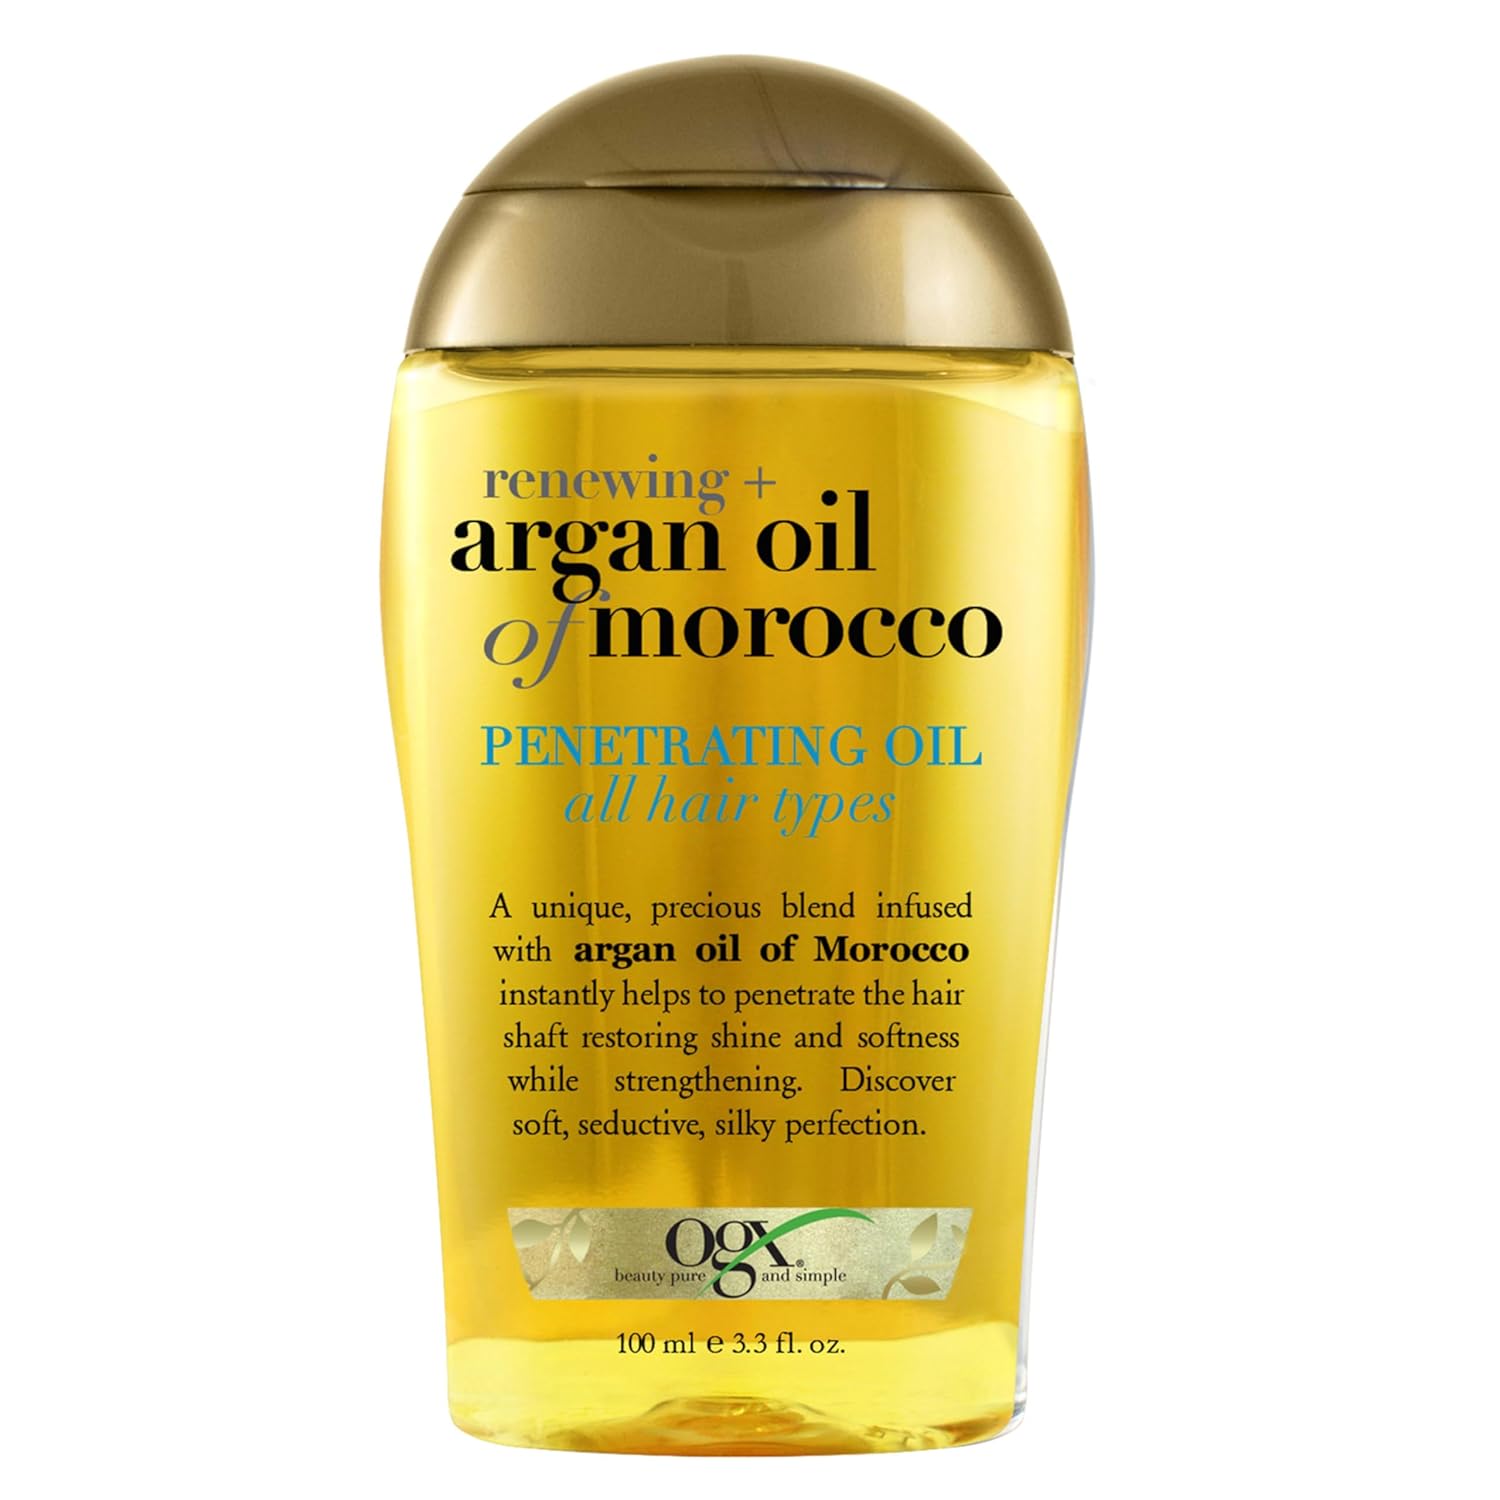 renewing +
argan oil
of morocco
PENETRATING OIL
all hair types
A unique, precious blend infused
with argan oil of Morocco
instantly helps to penetrate the hair
shaft restoring shine and softness
while strengthening. Discover
soft, seductive, silky perfection.
ogx®
beauty pure and simple
100 ml e 3.3 fl. oz.